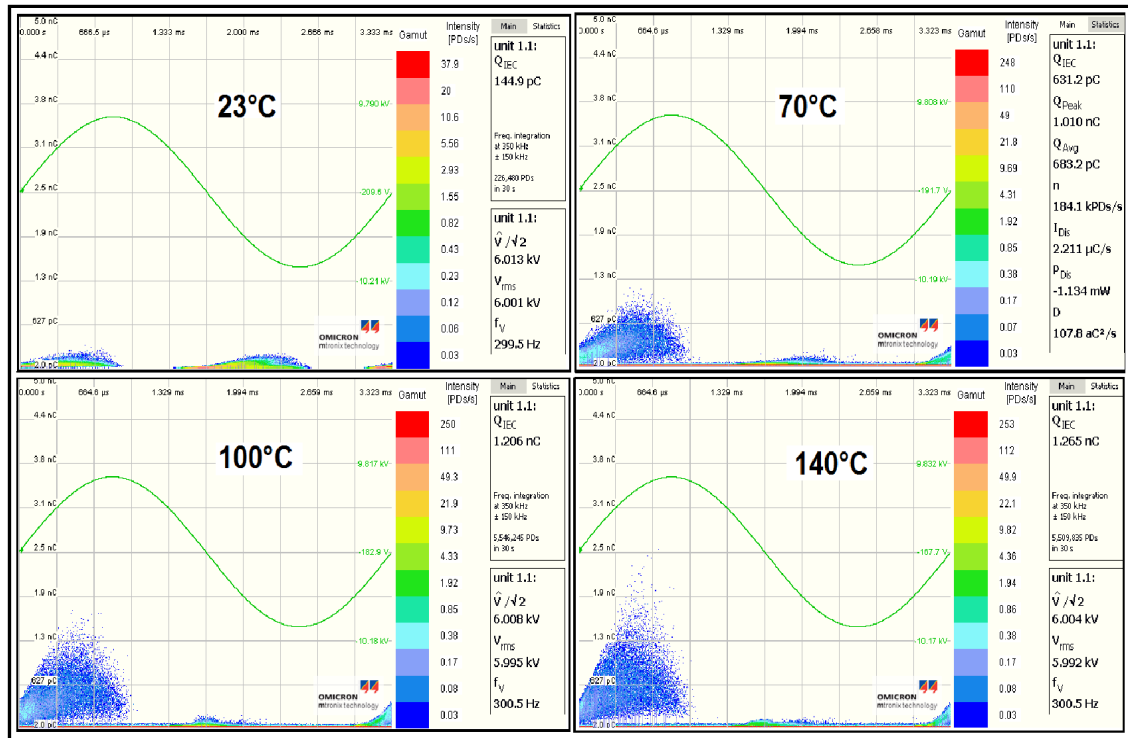 5.0 nC
0.000 s 666.5 µs 1.333 ms 2.000 ms 2.666 ms 3.333 ms
4.4 nC
3.8 nC
3.1 nC
2.5 nC
1.9 nC
1.3 nC
627 pC
2.0 pC
23°C
9.790 kV
-209.6 V
10.21 kV
OMICRON
mtronix technology
Gamut
Intensity
[PDs/s]
37.9
20
10.6
5.56
2.93
1.55
0.82
0.43
0.23
0.12
0.06
0.03
Main Statistics
unit 1.1:
Q IEC
144.9 pC
Freq. integration
at 350 kHz
± 150 kHz
226,480 PDs
in 30 s
unit 1.1:
V̂ /√2
6.013 kV
V rms
6.001 kV
f V
299.5 Hz
5.0 nC
0.000 s 664.6 µs 1.329 ms 1.994 ms 2.658 ms 3.323 ms
4.4 nC
3.8 nC
3.1 nC
2.5 nC
1.9 nC
1.3 nC
627 pC
2.0 pC
70°C
9.808 kV
-191.7 V
10.19 kV
OMICRON
mtronix technology
Gamut
Intensity
[PDs/s]
248
110
49
21.8
9.69
4.31
1.92
0.85
0.38
0.17
0.07
0.03
Main Statistics
unit 1.1:
Q IEC
631.2 pC
Q Peak
1.010 nC
Q Avg
683.2 pC
n
184.1 kPDs/s
I Dis
2.211 µC/s
P Dis
-1.134 mW
D
107.8 aC²/s
5.0 nC
0.000 s 664.6 µs 1.329 ms 1.994 ms 2.659 ms 3.323 ms
4.4 nC
3.8 nC
3.1 nC
2.5 nC
1.9 nC
1.3 nC
627 pC
2.0 pC
100°C
9.817 kV
-182.9 V
10.18 kV
OMICRON
mtronix technology
Gamut
Intensity
[PDs/s]
250
111
49.3
21.9
9.73
4.33
1.92
0.85
0.38
0.17
0.08
0.03
Main Statistics
unit 1.1:
Q IEC
1.206 nC
Freq. integration
at 350 kHz
± 150 kHz
5,546,245 PDs
in 30 s
unit 1.1:
V̂ /√2
6.008 kV
V rms
5.995 kV
f V
300.5 Hz
5.0 nC
0.000 s 664.6 µs 1.329 ms 1.994 ms 2.659 ms 3.323 ms
4.4 nC
3.8 nC
3.1 nC
2.5 nC
1.9 nC
1.3 nC
627 pC
2.0 pC
140°C
9.832 kV
-167.7 V
10.17 kV
OMICRON
mtronix technology
Gamut
Intensity
[PDs/s]
253
112
49.9
22.1
9.82
4.36
1.94
0.86
0.38
0.17
0.08
0.03
Main Statistics
unit 1.1:
Q IEC
1.265 nC
Freq. integration
at 350 kHz
± 150 kHz
5,509,835 PDs
in 30 s
unit 1.1:
V̂ /√2
6.004 kV
V rms
5.992 kV
f V
300.5 Hz